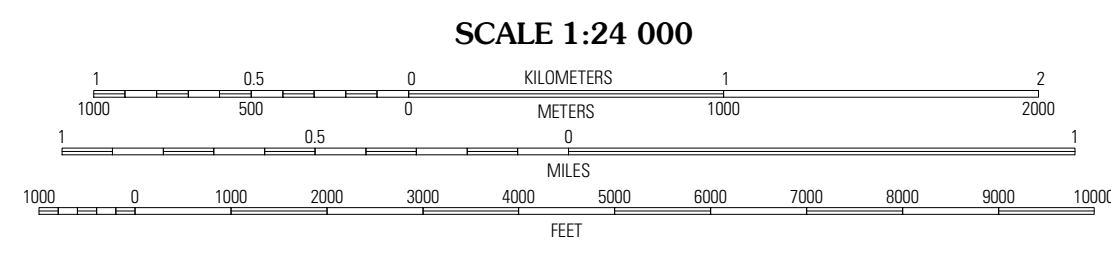 SCALE 1:24 000
1 0.5 0 KILOMETERS 1 2
1000 500 0 METERS 1000 2000
1 0.5 0 1
MILES
1000 0 1000 2000 3000 4000 5000 6000 7000 8000 9000 10000
FEET